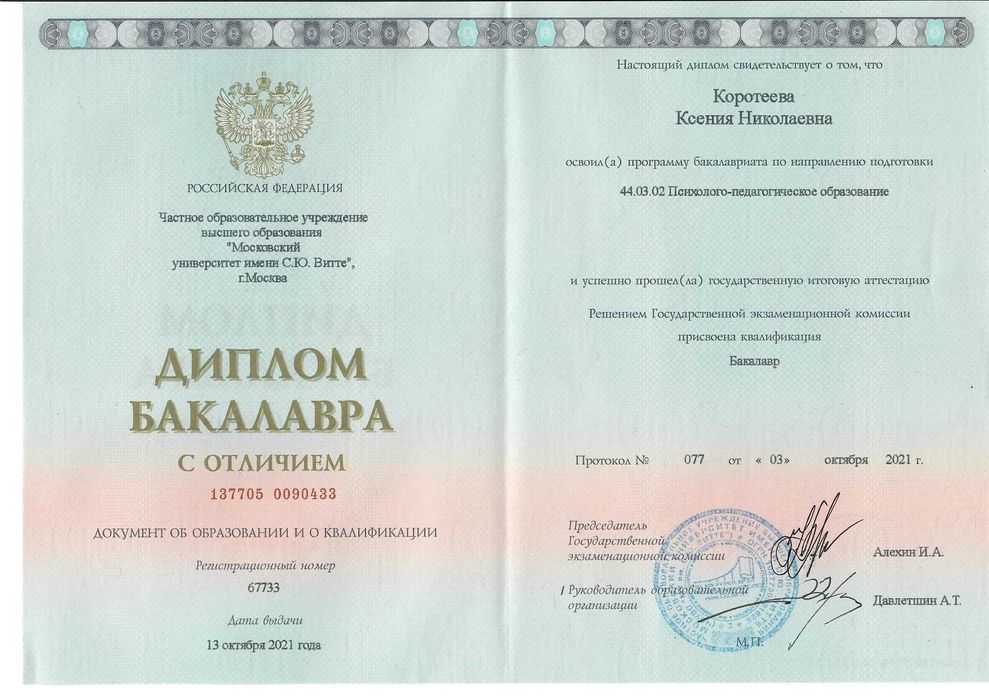 РОССИЙСКАЯ ФЕДЕРАЦИЯ
Частное образовательное учреждение
высшего образования
"Московский
университет имени С.Ю. Витте",
г.Москва
ДИПЛОМ
БАКАЛАВРА
С ОТЛИЧИЕМ
137705 0090433
ДОКУМЕНТ ОБ ОБРАЗОВАНИИ И О КВАЛИФИКАЦИИ
Регистрационный номер
67733
Дата выдачи
13 октября 2021 года
Настоящий диплом свидетельствует о том, что
Коротеева
Ксения Николаевна
освоил(а) программу бакалавриата по направлению подготовки
44.03.02 Психолого-педагогическое образование
и успешно прошел(ла) государственную итоговую аттестацию
Решением Государственной экзаменационной комиссии
присвоена квалификация
Бакалавр
Протокол № 077 от « 03» октября 2021 г.
Председатель
Государственной
экзаменационной комиссии
Алехин И.А.
Руководитель образовательной
организации
Давлетшин А.Т.
М.П.